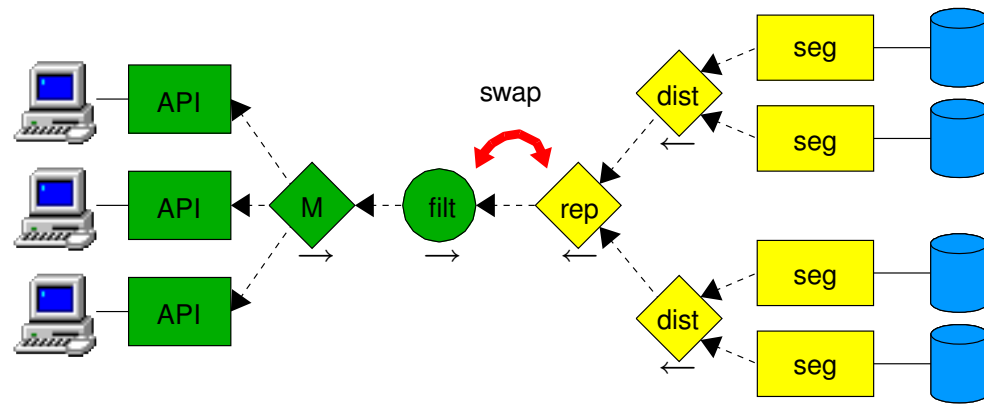 seg
swap
dist
API
seg
API
M
filt
rep
seg
API
dist
seg